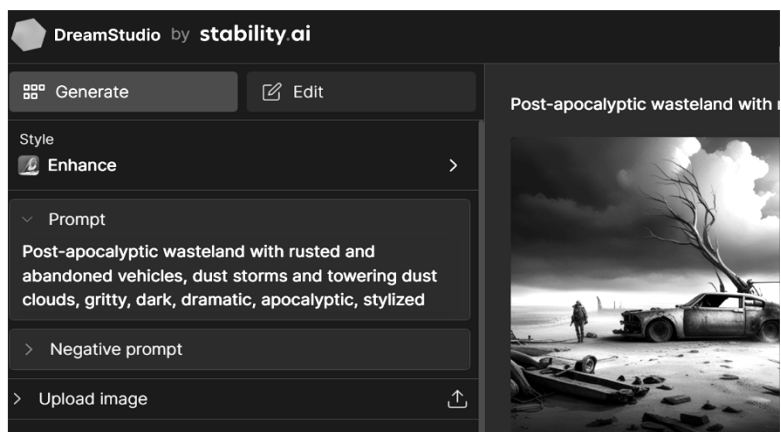 DreamStudio by stability.ai
Generate
Edit
Style
Enhance
Prompt
Post-apocalyptic wasteland with rusted and
abandoned vehicles, dust storms and towering dust
clouds, gritty, dark, dramatic, apocalyptic, stylized
Negative prompt
Upload image
Post-apocalyptic wasteland with